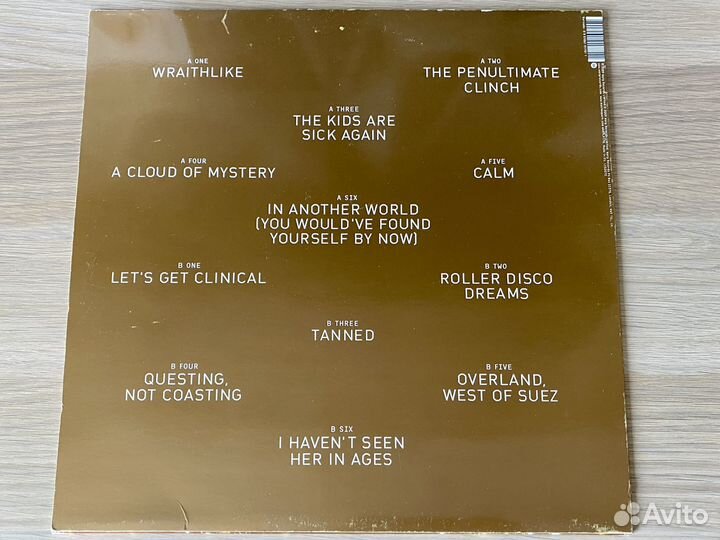 A ONE
WRAITHLIKE
A TWO
THE PENULTIMATE
CLINCH
A THREE
THE KIDS ARE
SICK AGAIN
A FOUR
A CLOUD OF MYSTERY
A FIVE
CALM
A SIX
IN ANOTHER WORLD
(YOU WOULD'VE FOUND
YOURSELF BY NOW)
B ONE
LET'S GET CLINICAL
B TWO
ROLLER DISCO
DREAMS
B THREE
TANNED
B FOUR
QUESTING,
NOT COASTING
B FIVE
OVERLAND,
WEST OF SUEZ
B SIX
I HAVEN'T SEEN
HER IN AGES
Avito